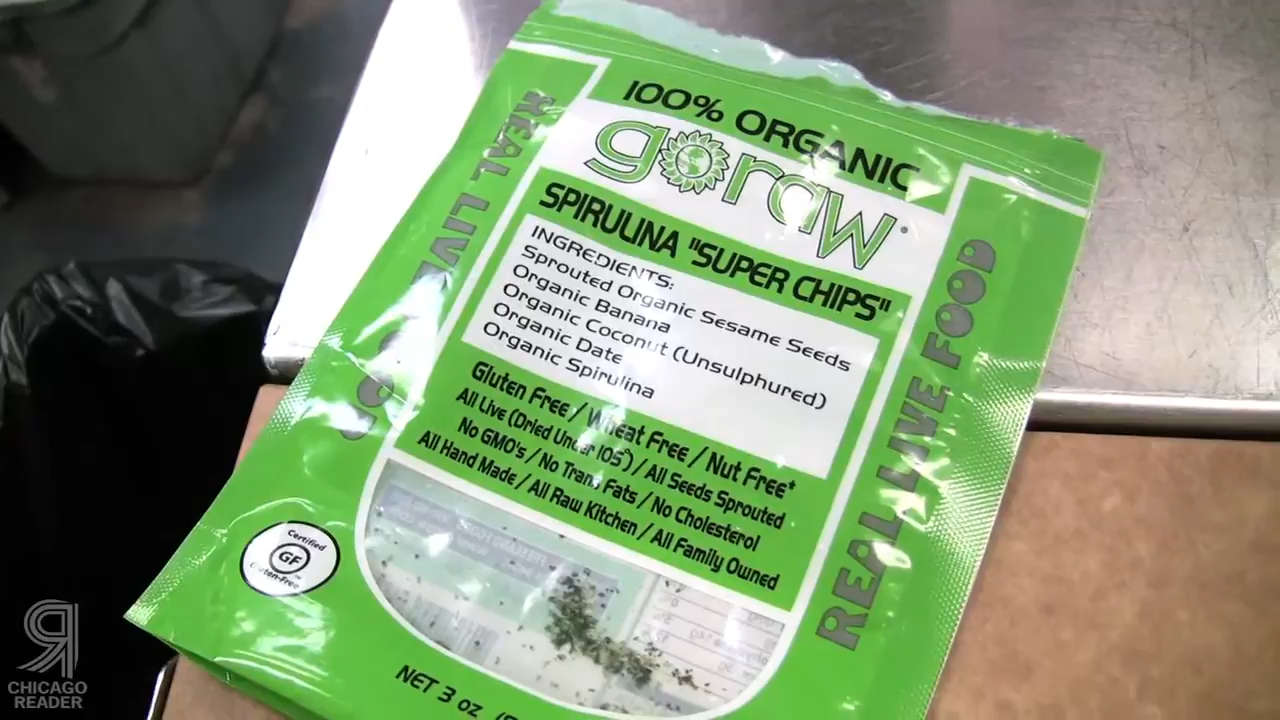 100% ORGANIC
goraw
SPIRULINA "SUPER CHIPS"
INGREDIENTS:
Sprouted Organic Sesame Seeds
Organic Banana
Organic Coconut (Unsulphured)
Organic Date
Organic Spirulina
Gluten Free / Wheat Free / Nut Free*
All Live (Dried Under 105°) / All Seeds Sprouted
No GMO's / No Trans Fats / No Cholesterol
All Hand Made / All Raw Kitchen / All Family Owned
REAL LIVE
REAL LIVE FOOD
Certified
GF
Gluten-Free
NET 3 oz
CHICAGO
READER